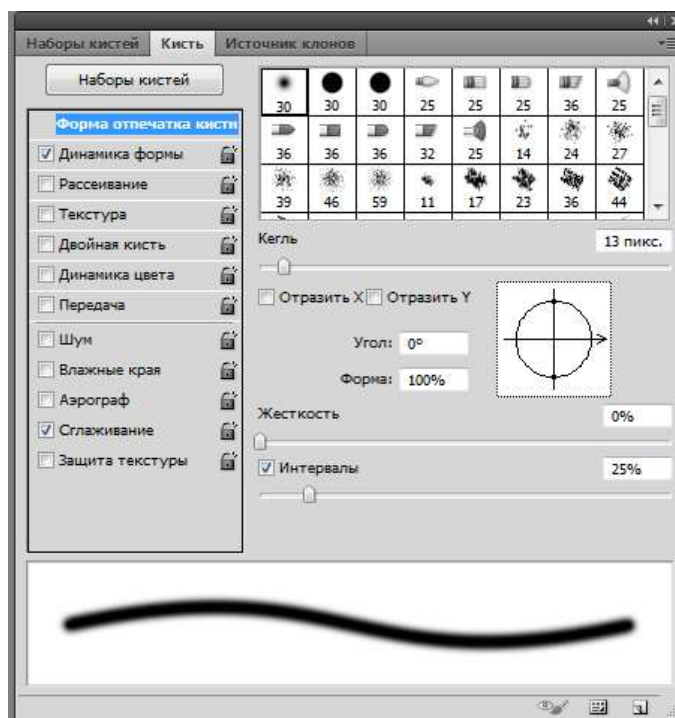 Наборы кистей Кисть Источник клонов
Наборы кистей
Форма отпечатка кисти
Динамика формы
Рассеивание
Текстура
Двойная кисть
Динамика цвета
Передача
Шум
Влажные края
Аэрограф
Сглаживание
Защита текстуры
30 30 30 25 25 25 36 25
36 36 36 32 25 14 24 27
39 46 59 11 17 23 36 44
Кегль 13 пикс.
Отразить X Отразить Y
Угол: 0º
Форма: 100%
Жесткость 0%
Интервалы 25%